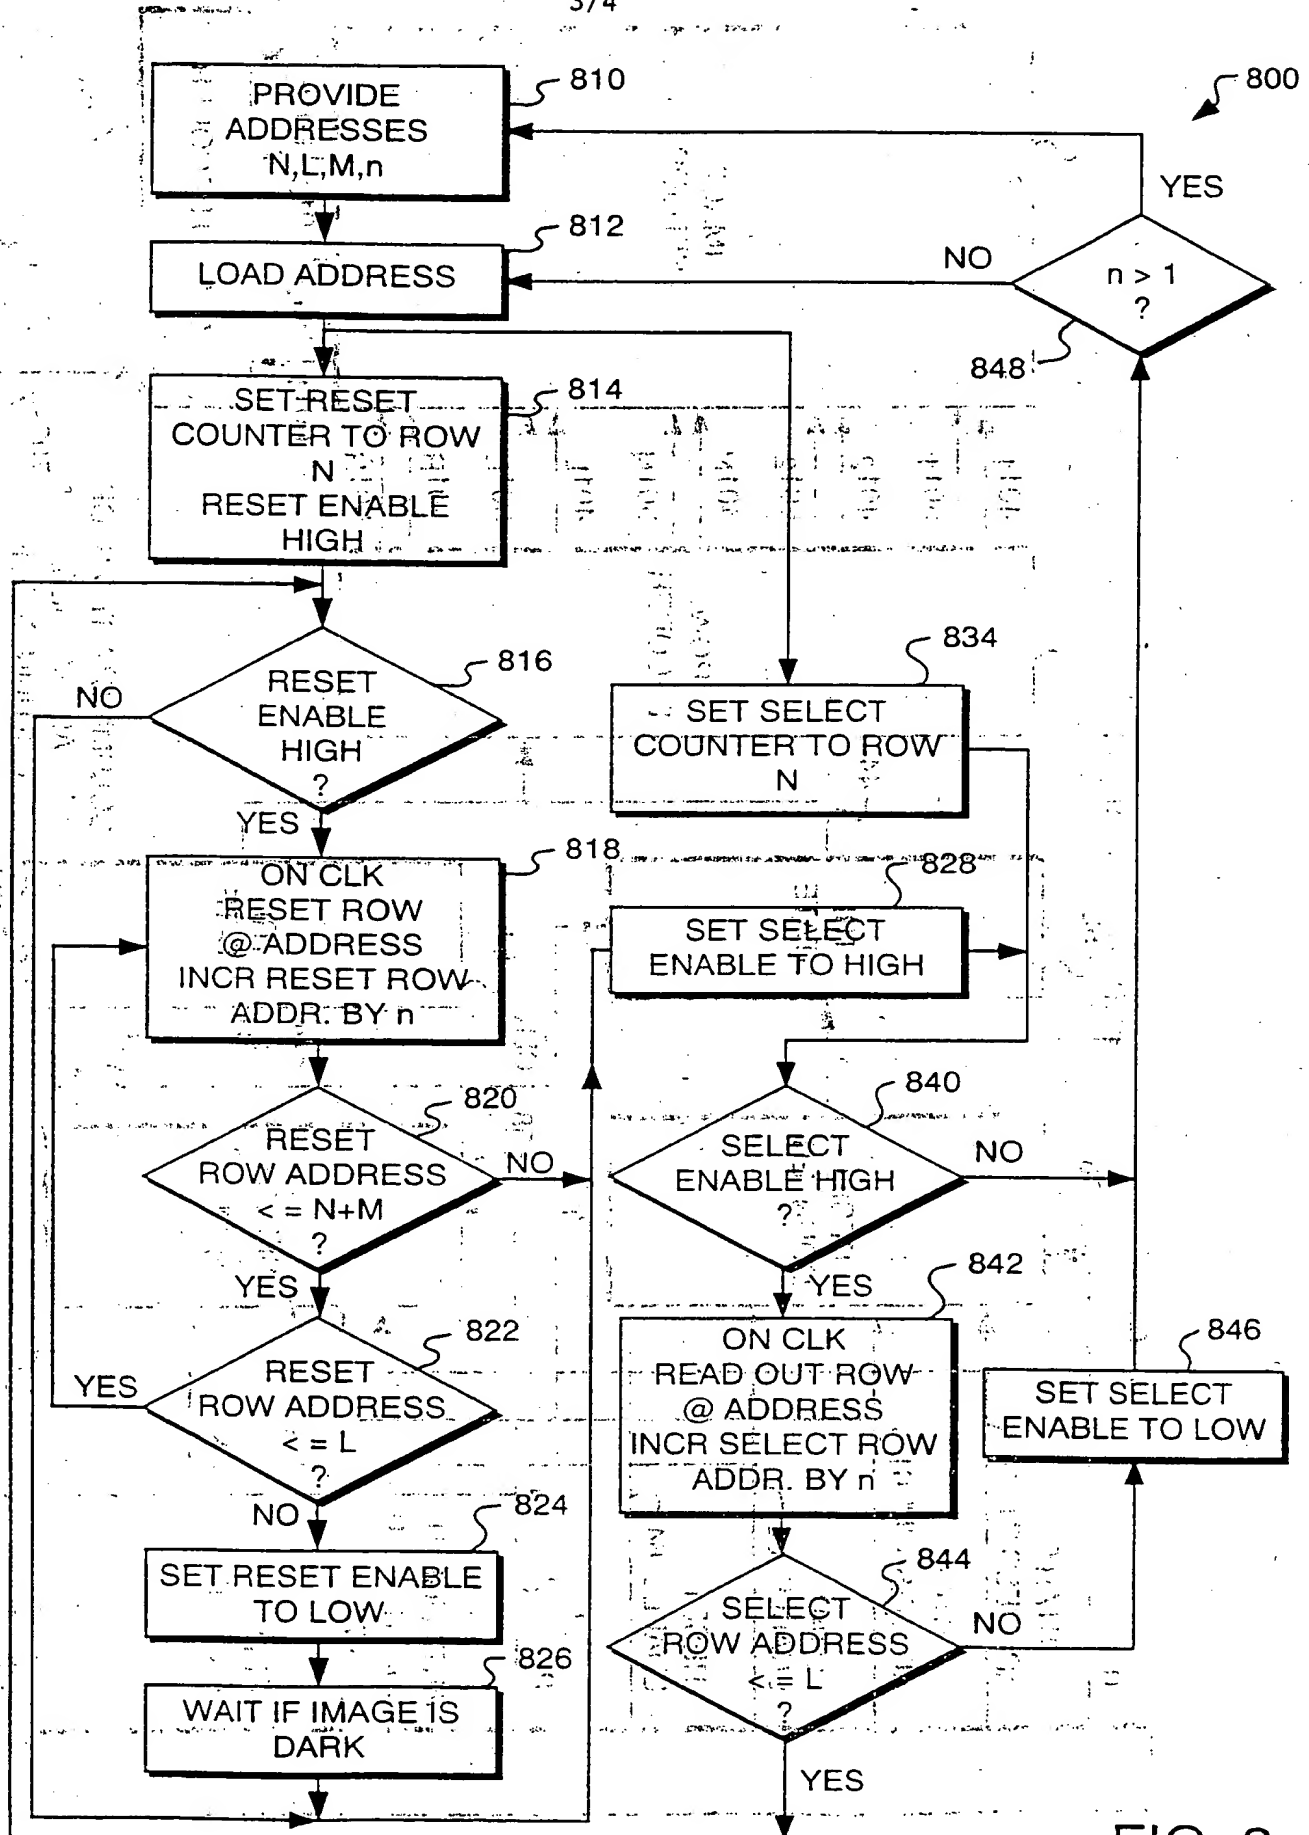 3/4
800
810
PROVIDE
ADDRESSES
N,L,M,n
YES
812
LOAD ADDRESS
NO
n > 1
?
848
814
SET RESET
COUNTER TO ROW
N
RESET ENABLE
HIGH
816
NO
RESET
ENABLE
HIGH
?
YES
834
SET SELECT
COUNTER TO ROW
N
818
ON CLK
RESET ROW
@ ADDRESS
INCR RESET ROW
ADDR. BY n
828
SET SELECT
ENABLE TO HIGH
820
RESET
ROW ADDRESS
< = N+M
?
NO
YES
840
SELECT
ENABLE HIGH
?
NO
YES
822
RESET
ROW ADDRESS
< = L
?
YES
NO
842
ON CLK
READ OUT ROW
@ ADDRESS
INCR SELECT ROW
ADDR. BY n
846
SET SELECT
ENABLE TO LOW
824
SET RESET ENABLE
TO LOW
844
SELECT
ROW ADDRESS
< = L
?
NO
YES
826
WAIT IF IMAGE IS
DARK